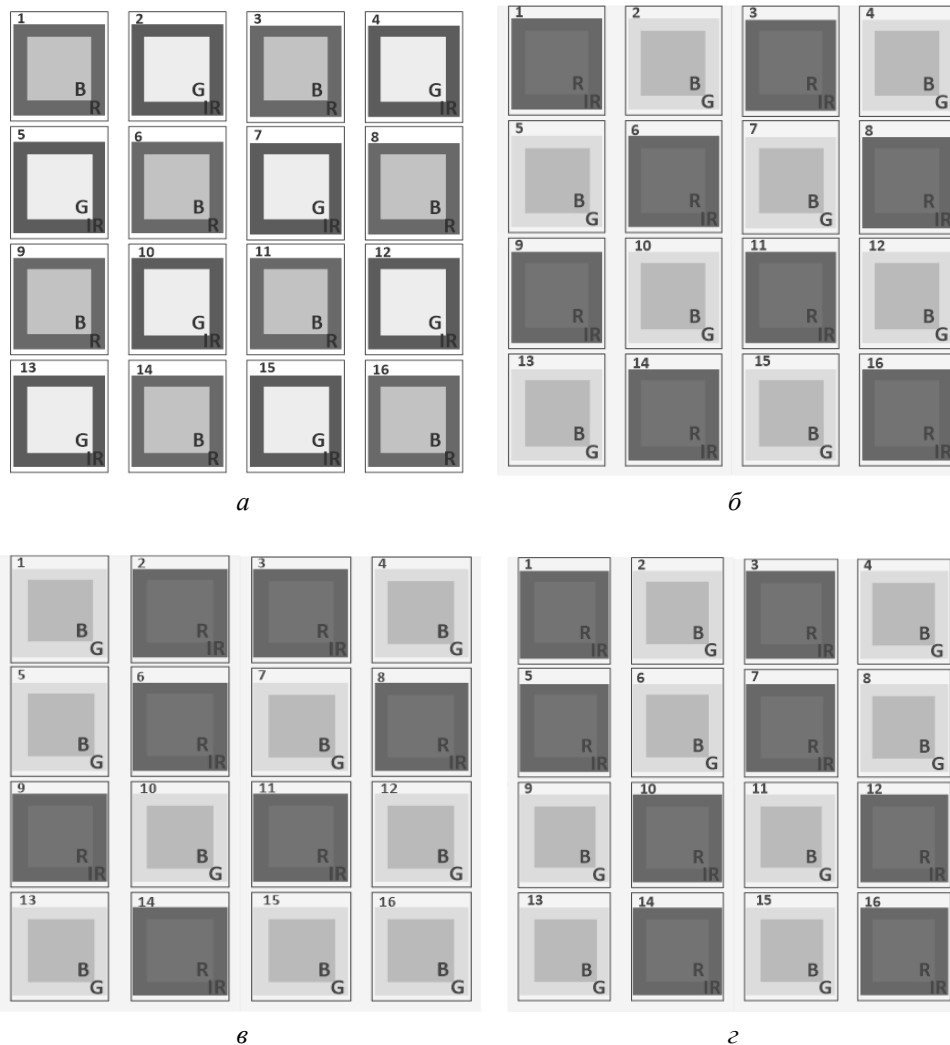 1 2 3 4
B G B G
R IR R IR
5 6 7 8
G B G B
IR R IR R
9 10 11 12
B G B G
R IR R IR
13 14 15 16
G B G B
IR R IR R
а
1 2 3 4
R B R B
IR G IR G
5 6 7 8
B R B R
G IR G IR
9 10 11 12
R B R B
IR G IR G
13 14 15 16
B R B R
G IR G IR
б
1 2 3 4
B R R B
G IR IR G
5 6 7 8
B R B R
G IR G IR
9 10 11 12
R B R B
IR G IR G
13 14 15 16
B R B B
G IR G G
в
1 2 3 4
R B R B
IR G IR G
5 6 7 8
R B R B
IR G IR G
9 10 11 12
B R B R
G IR G IR
13 14 15 16
B R B R
G IR G IR
г